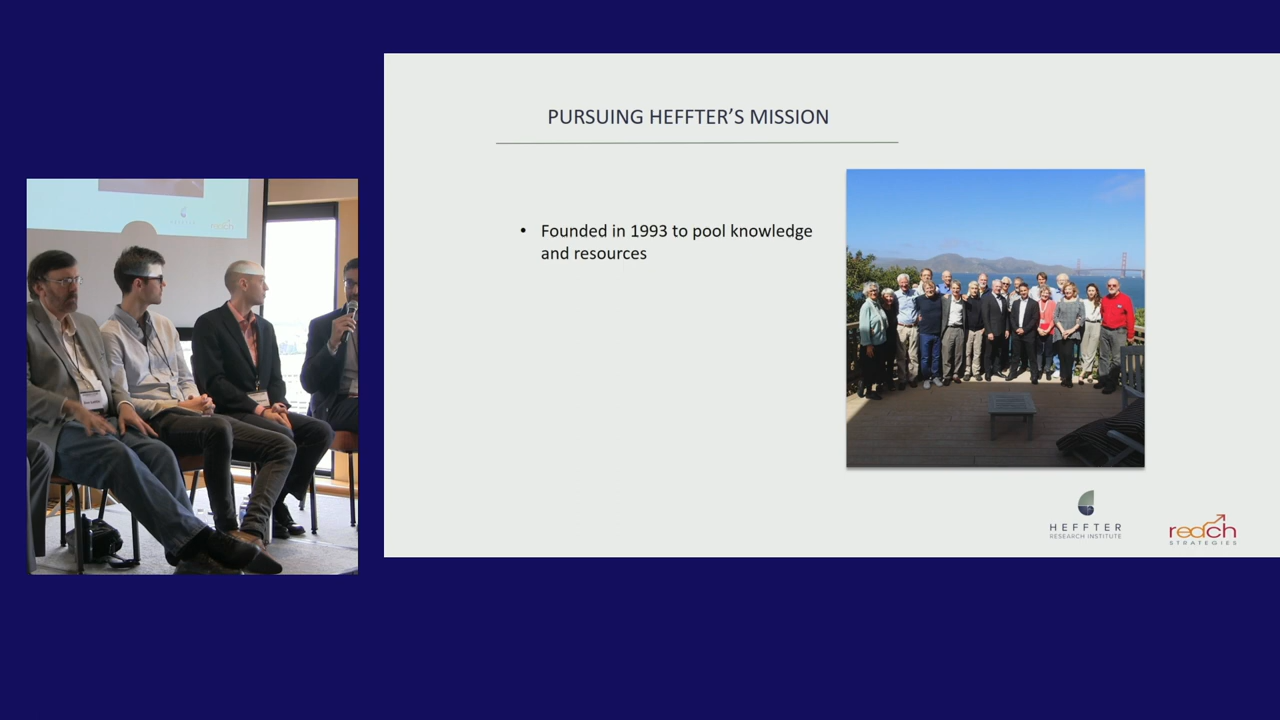 PURSUING HEFFTER’S MISSION
• Founded in 1993 to pool knowledge
and resources
HEFFTER
RESEARCH INSTITUTE
reach
STRATEGIES